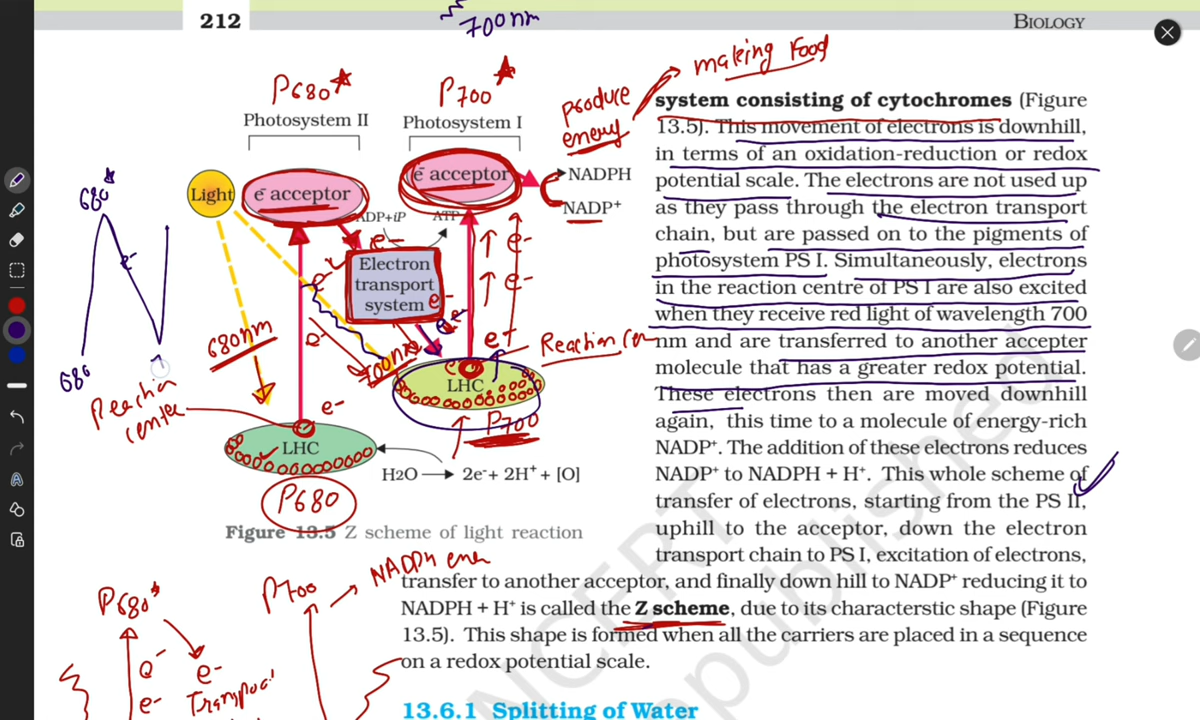 212
700nm
BIOLOGY
making Food
P680*
P700*
Photosystem II
Photosystem I
produce
energy
Light
e acceptor
e acceptor
NADPH
NADP+
ADP+iP
ATP
e-
e-
Electron
transport
system
e-
e-
e-
e-
680*
e-
680
680nm
700nm
e-
e+
Reaction Cen
Reaction
center
e-
e
LHC
LHC
P700
P680
H2O → 2e-+ 2H+ + [O]
Figure 13.5 Z scheme of light reaction
system consisting of cytochromes (Figure
13.5). This movement of electrons is downhill,
in terms of an oxidation-reduction or redox
potential scale. The electrons are not used up
as they pass through the electron transport
chain, but are passed on to the pigments of
photosystem PS I. Simultaneously, electrons
in the reaction centre of PS I are also excited
when they receive red light of wavelength 700
nm and are transferred to another accepter
molecule that has a greater redox potential.
These electrons then are moved downhill
again, this time to a molecule of energy-rich
NADP+. The addition of these electrons reduces
NADP+ to NADPH + H+. This whole scheme of
transfer of electrons, starting from the PS II,
uphill to the acceptor, down the electron
transport chain to PS I, excitation of electrons,
transfer to another acceptor, and finally down hill to NADP+ reducing it to
NADPH + H+ is called the Z scheme, due to its characterstic shape (Figure
13.5). This shape is formed when all the carriers are placed in a sequence
on a redox potential scale.
NADPH ener
P680*
P700
e-
e-
e-
Transpor
13.6.1 Splitting of Water
NCERT
republished